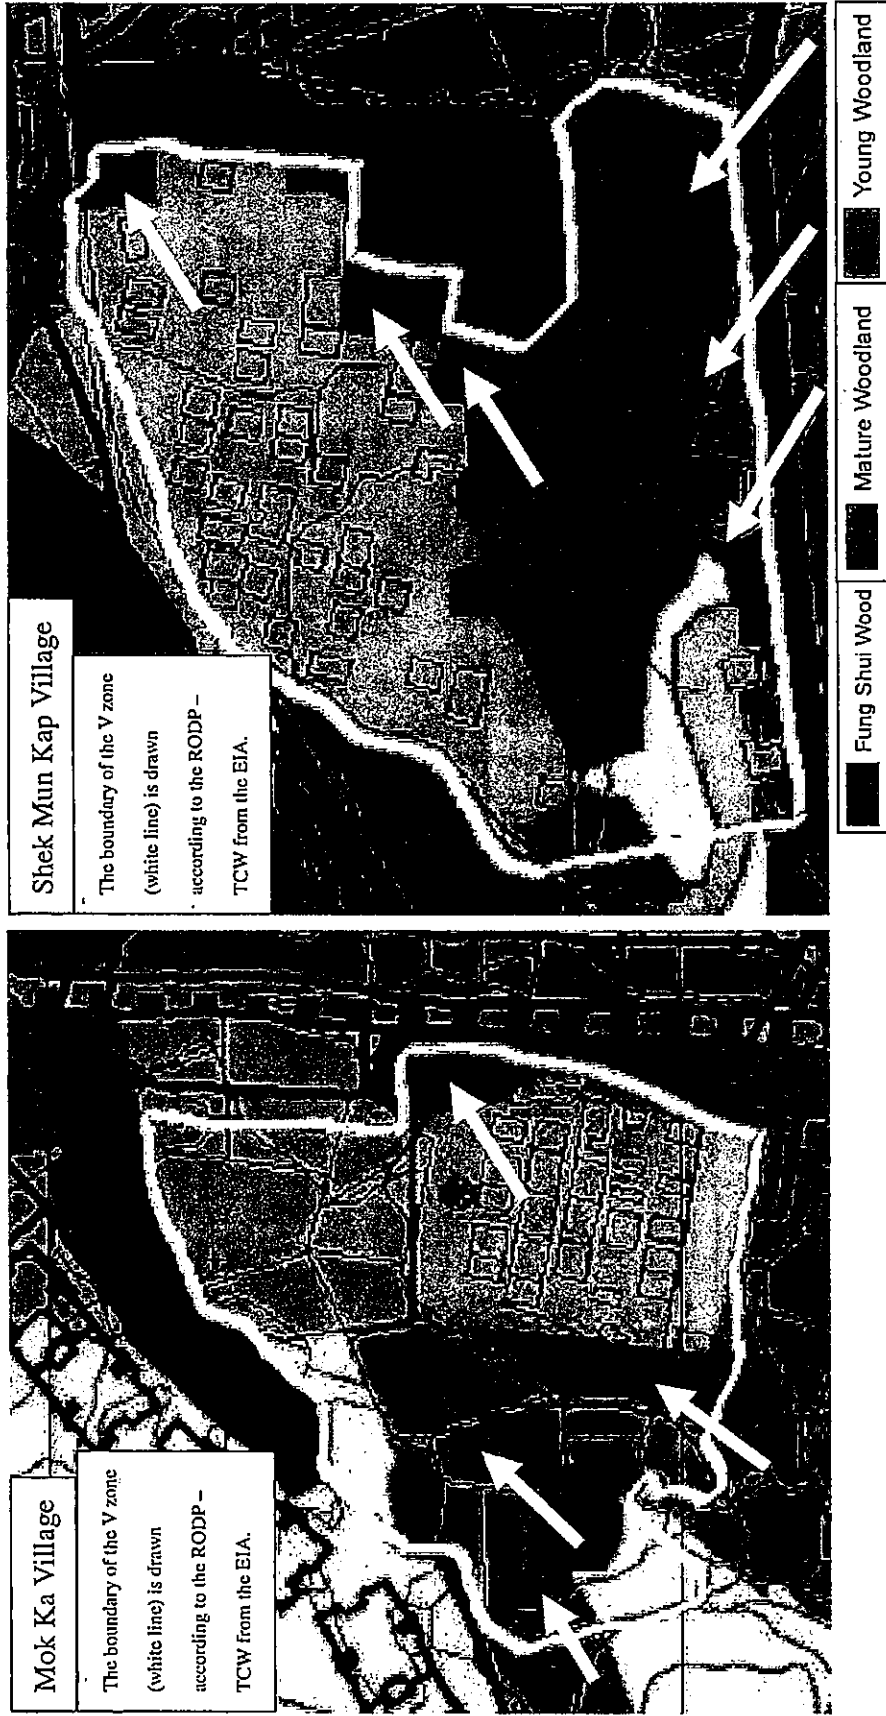 Mok Ka Village
The boundary of the V zone
(white line) is drawn
according to the RODP –
TCW from the EIA.
Shek Mun Kap Village
The boundary of the V zone
(white line) is drawn
according to the RODP –
TCW from the EIA.
Fung Shui Wood
Mature Woodland
Young Woodland